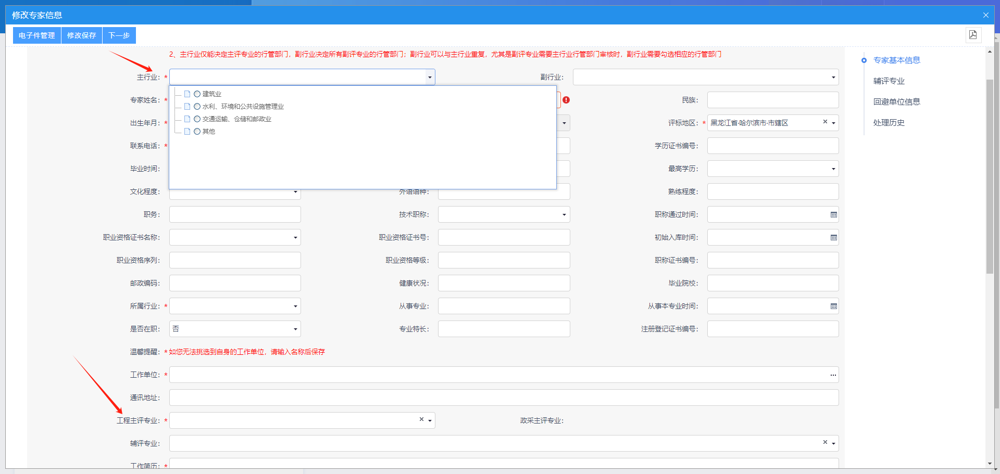 修改专家信息
电子件管理 修改保存 下一步
2、主行业仅能决定主评专业的行管部门，副行业决定所有副评专业的行管部门；副行业可以与主行业重复，尤其是副评专业需要主行业行管部门审核时，副行业需要勾选相应的行管部门
专家基本信息
辅评专业
回避单位信息
处理历史
主行业： * 副行业：
建筑业
水利、环境和公共设施管理业
交通运输、仓储和邮政业
其他
专家姓名： * 民族：
出生年月： * 评标地区： * 黑龙江省·哈尔滨市·市辖区
联系电话： * 学历证书编号：
毕业时间： 最高学历：
文化程度： 外语语种： 熟练程度：
职务： 技术职称： 职称通过时间：
职业资格证书名称： 职业资格证书号： 初始入库时间：
职业资格序列： 职业资格等级： 职称证书编号：
邮政编码： 健康状况： 毕业院校：
所属行业： * 从事专业： 从事本专业时间：
是否在职： 否 专业特长： 注册登记证书编号：
温馨提醒： * 如您无法挑选到自身的工作单位，请输入名称后保存
工作单位： *
通讯地址：
工程主评专业： * 政采主评专业：
辅评专业：
工作简历： *